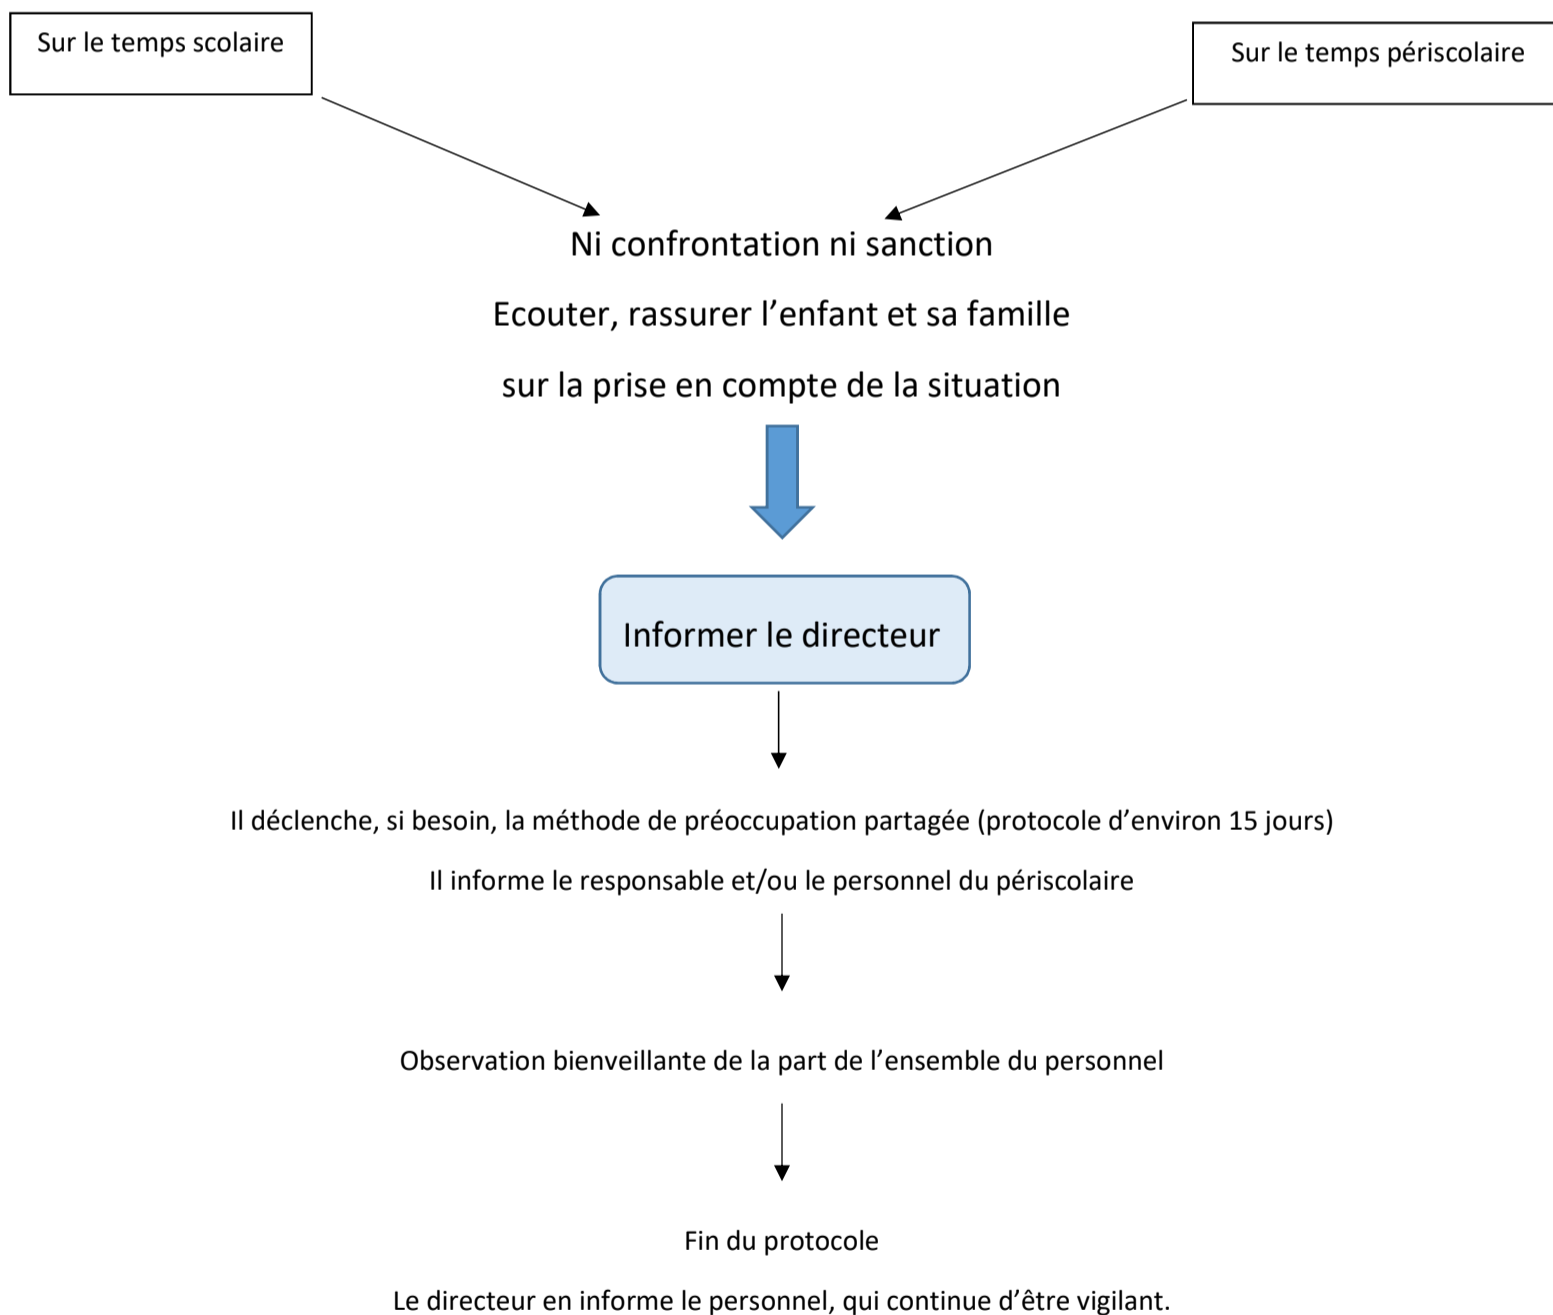 Sur le temps scolaire
Sur le temps périscolaire
Ni confrontation ni sanction
Ecouter, rassurer l’enfant et sa famille
sur la prise en compte de la situation
Informer le directeur
Il déclenche, si besoin, la méthode de préoccupation partagée (protocole d’environ 15 jours)
Il informe le responsable et/ou le personnel du périscolaire
Observation bienveillante de la part de l’ensemble du personnel
Fin du protocole
Le directeur en informe le personnel, qui continue d’être vigilant.